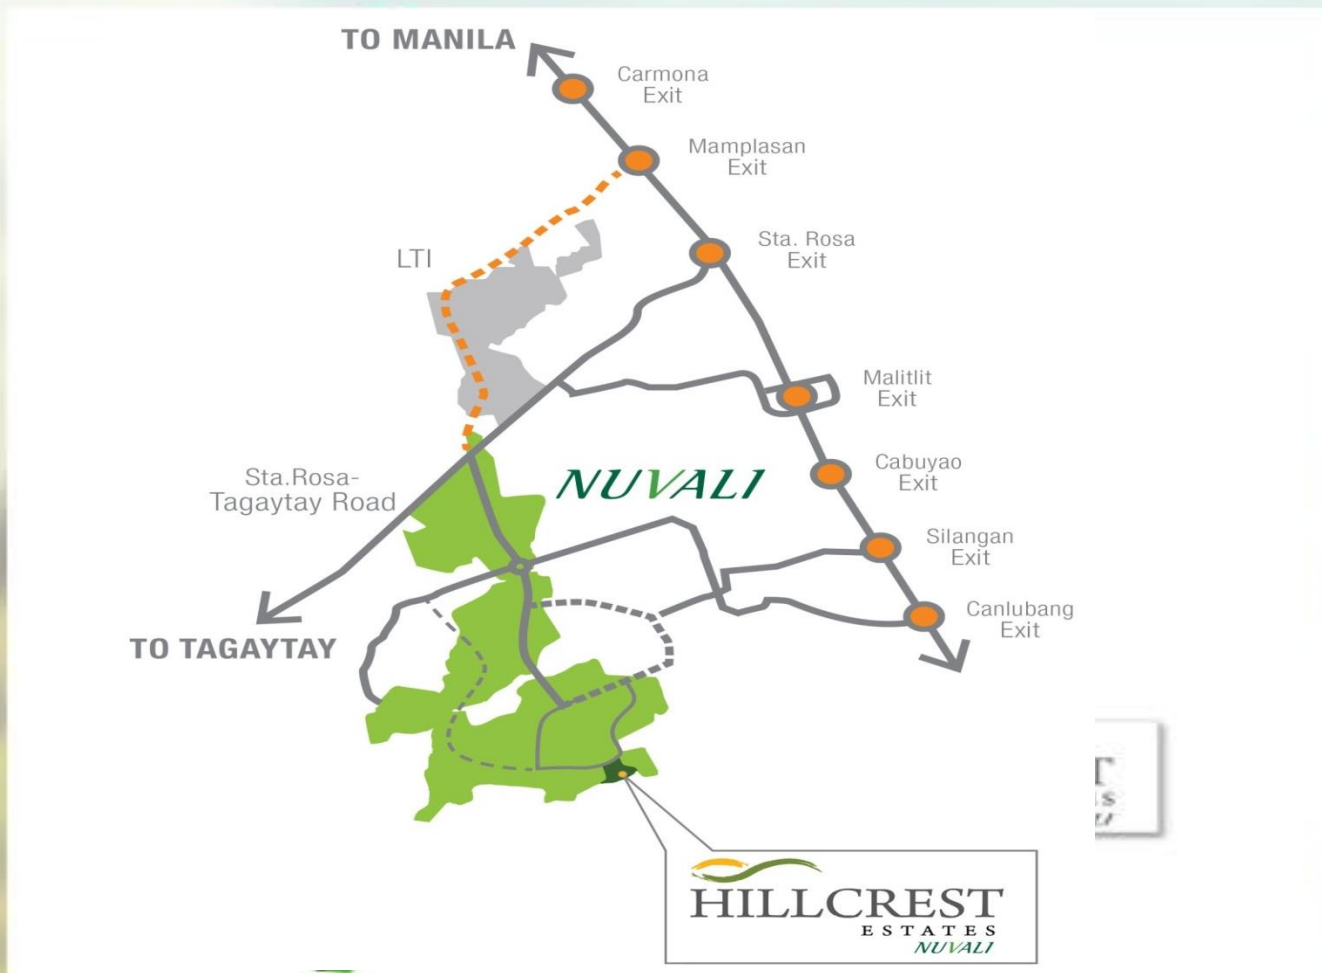 TO MANILA
Carmona
Exit
Mamplasan
Exit
Sta. Rosa
Exit
LTI
Malitlit
Exit
Cabuyao
Exit
Sta.Rosa-
Tagaytay Road
NUVALI
Silangan
Exit
Canlubang
Exit
TO TAGAYTAY
HILLCREST
ESTATES
NUVALI